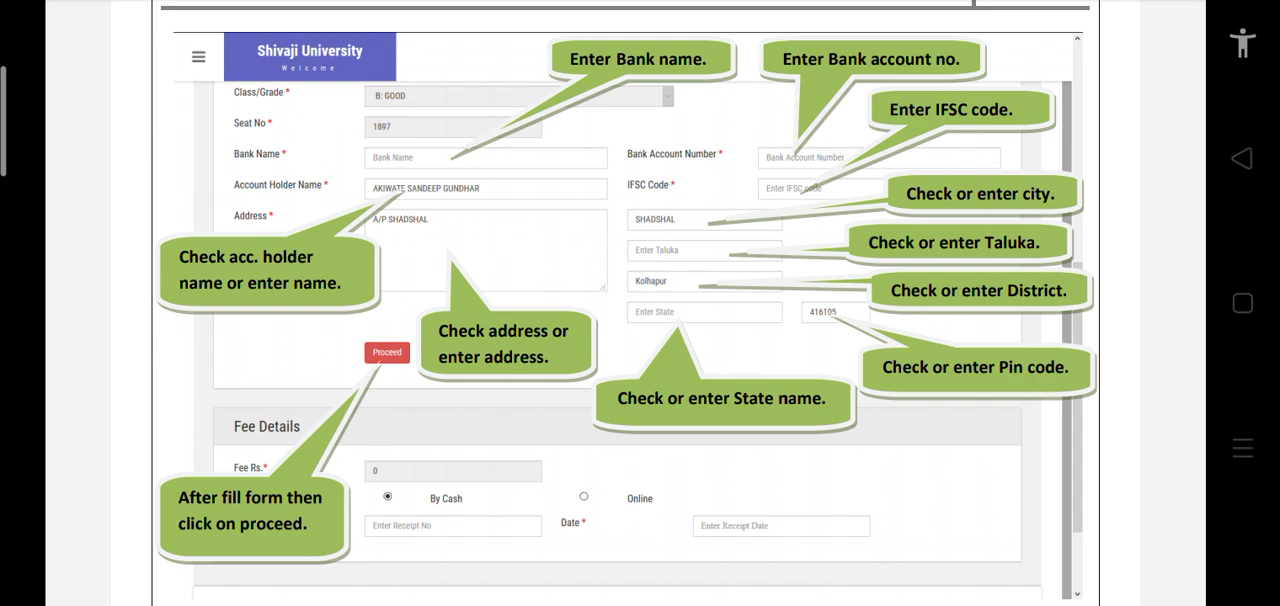 Shivaji University
Welcome
Enter Bank name.
Enter Bank account no.
Class/Grade *
B: GOOD
Enter IFSC code.
Seat No *
1897
Bank Name *
Bank Name
Bank Account Number *
Bank Account Number
Account Holder Name *
AKIWATE SANDEEP GUNDHAR
IFSC Code *
Enter IFSC code
Check or enter city.
Address *
A/P SHADSHAL
SHADSHAL
Check or enter Taluka.
Enter Taluka
Check acc. holder
name or enter name.
Kolhapur
Check or enter District.
Enter State
416105
Check address or
enter address.
Proceed
Check or enter Pin code.
Check or enter State name.
Fee Details
Fee Rs.*
0
After fill form then
click on proceed.
By Cash
Online
Enter Receipt No
Date *
Enter Receipt Date